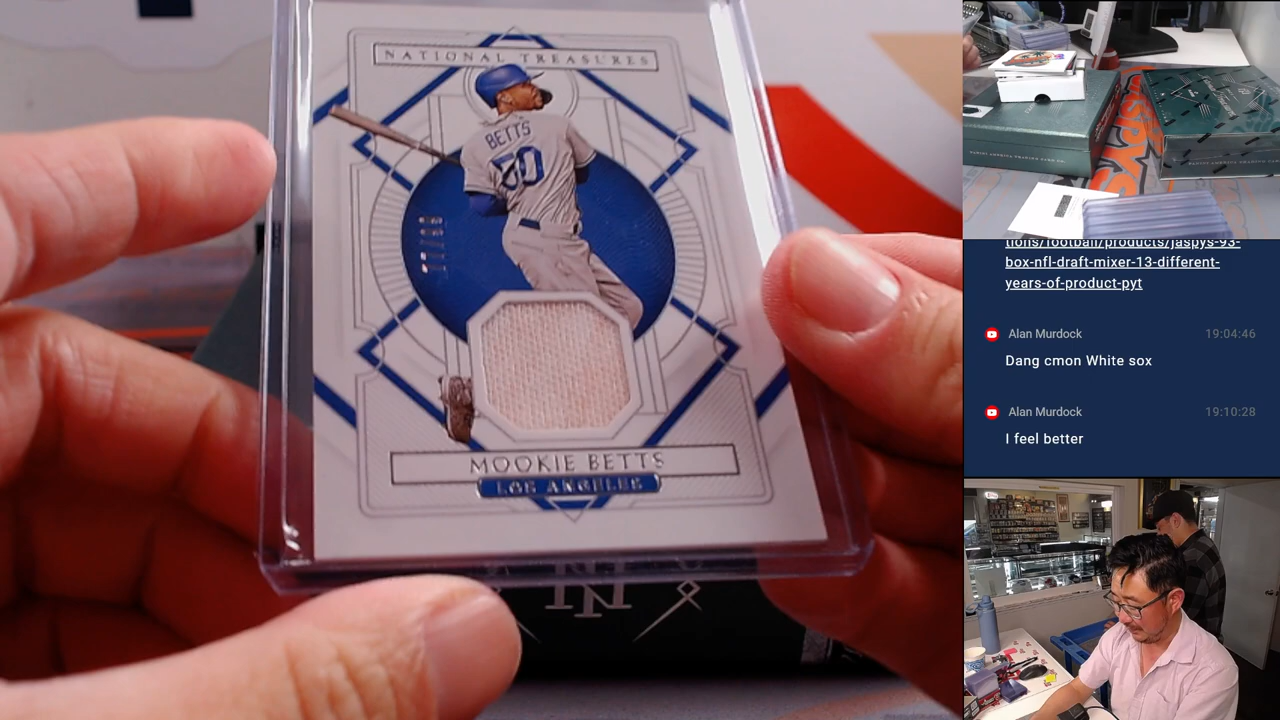 NATIONAL TREASURES
BETTS
50
MOOKIE BETTS
LOS ANGELES
NT
JASPYS
tions/football/products/jaspys-93-
box-nfl-draft-mixer-13-different-
years-of-product-pyt
Alan Murdock 19:04:46
Dang cmon White sox
Alan Murdock 19:10:28
I feel better